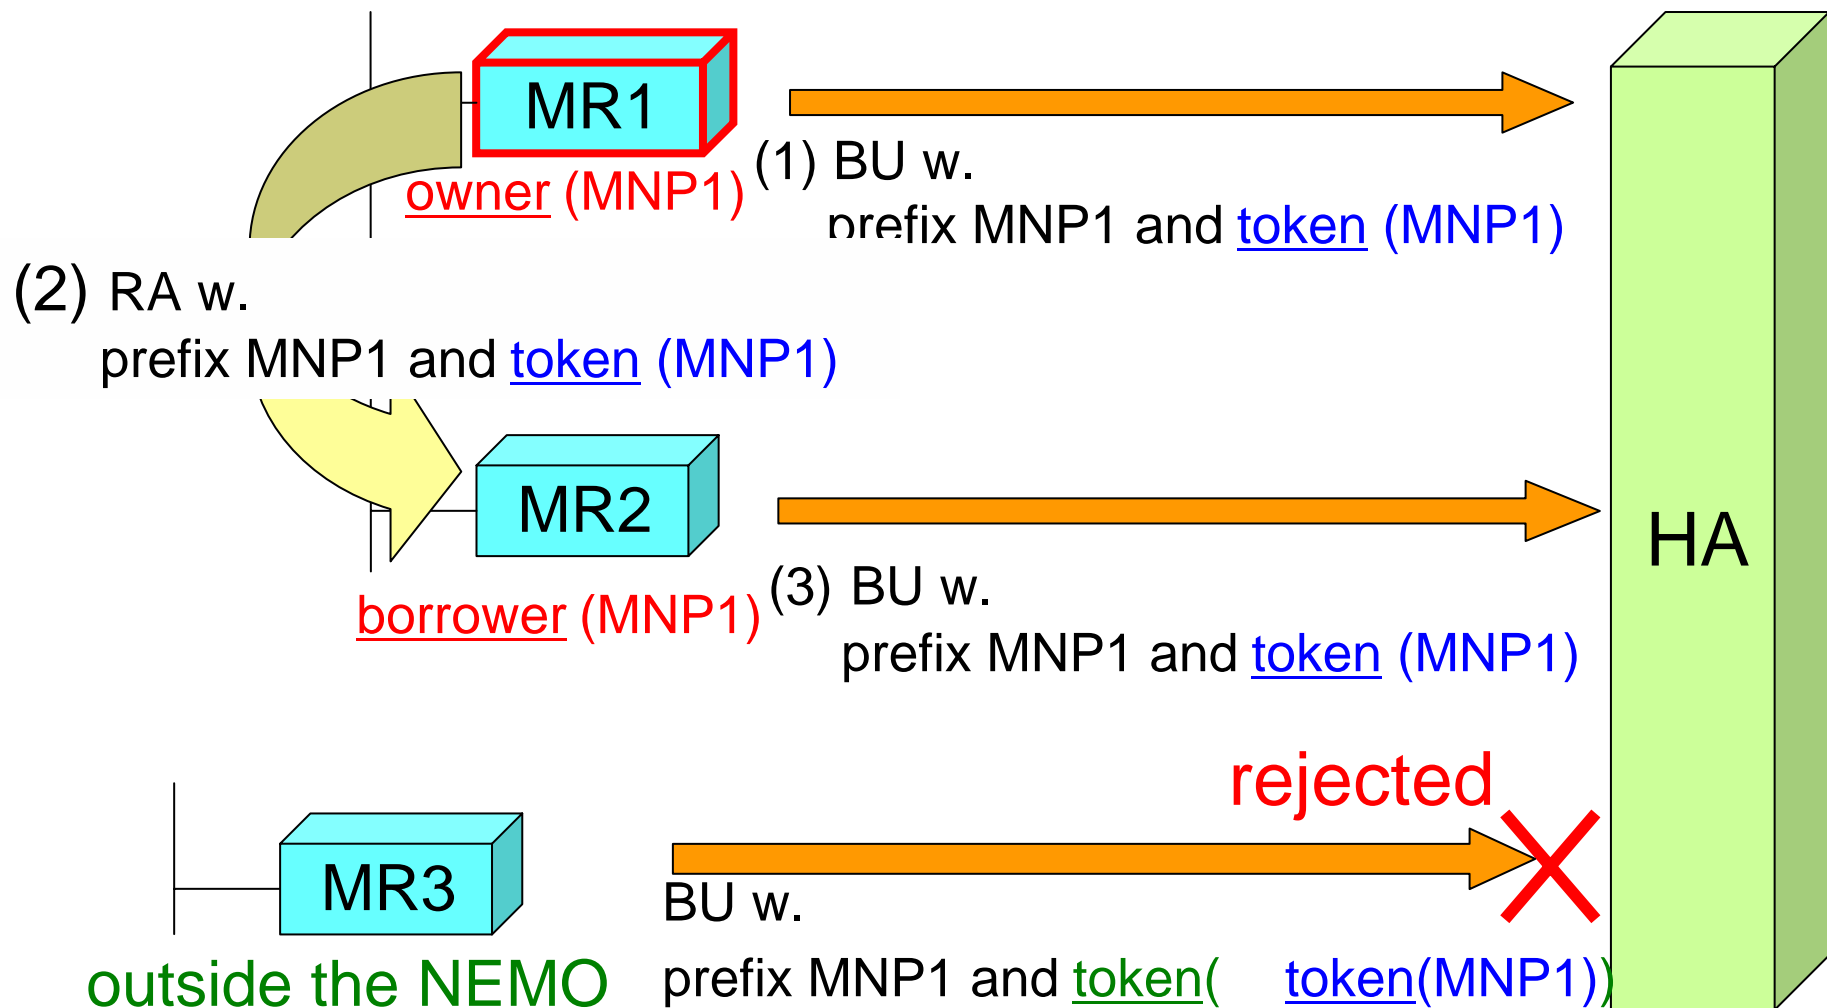 MR1
owner (MNP1)
(1) BU w.
prefix MNP1 and token (MNP1)
(2) RA w.
prefix MNP1 and token (MNP1)
MR2
borrower (MNP1)
(3) BU w.
prefix MNP1 and token (MNP1)
HA
rejected
MR3
outside the NEMO
BU w.
prefix MNP1 and token( token(MNP1))